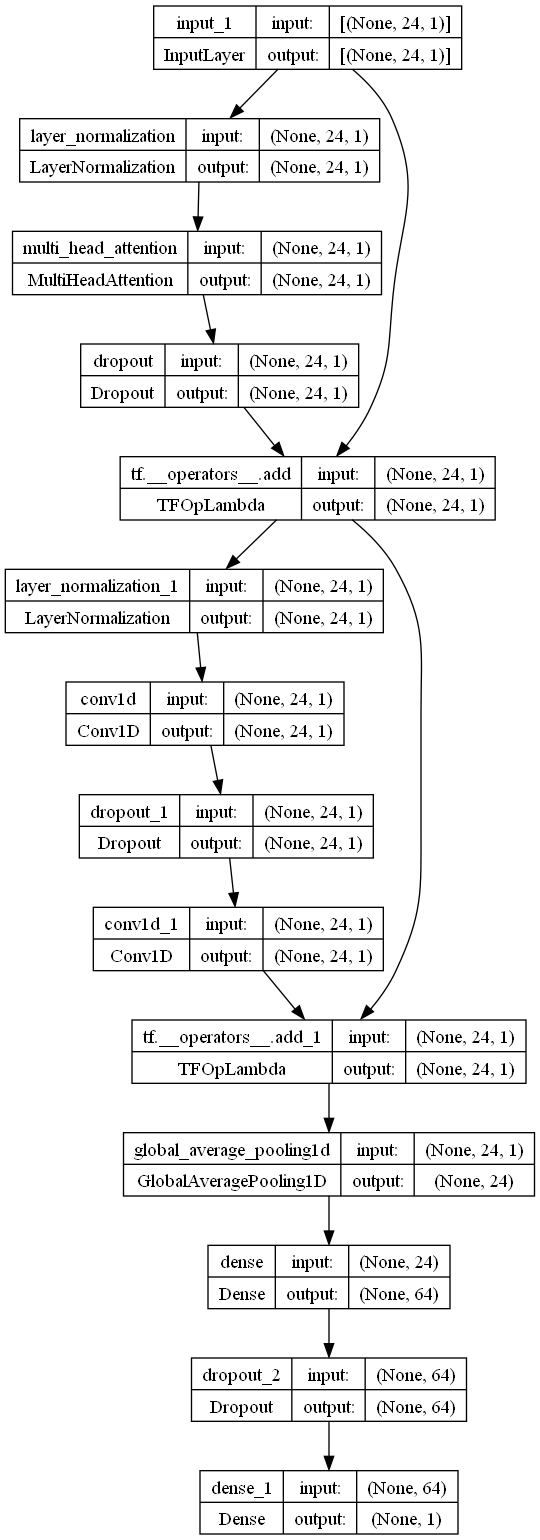 input_1 input: [(None, 24, 1)]
InputLayer output: [(None, 24, 1)]
layer_normalization input: (None, 24, 1)
LayerNormalization output: (None, 24, 1)
multi_head_attention input: (None, 24, 1)
MultiHeadAttention output: (None, 24, 1)
dropout input: (None, 24, 1)
Dropout output: (None, 24, 1)
tf.__operators__.add input: (None, 24, 1)
TFOpLambda output: (None, 24, 1)
layer_normalization_1 input: (None, 24, 1)
LayerNormalization output: (None, 24, 1)
conv1d input: (None, 24, 1)
Conv1D output: (None, 24, 1)
dropout_1 input: (None, 24, 1)
Dropout output: (None, 24, 1)
conv1d_1 input: (None, 24, 1)
Conv1D output: (None, 24, 1)
tf.__operators__.add_1 input: (None, 24, 1)
TFOpLambda output: (None, 24, 1)
global_average_pooling1d input: (None, 24, 1)
GlobalAveragePooling1D output: (None, 24)
dense input: (None, 24)
Dense output: (None, 64)
dropout_2 input: (None, 64)
Dropout output: (None, 64)
dense_1 input: (None, 64)
Dense output: (None, 1)